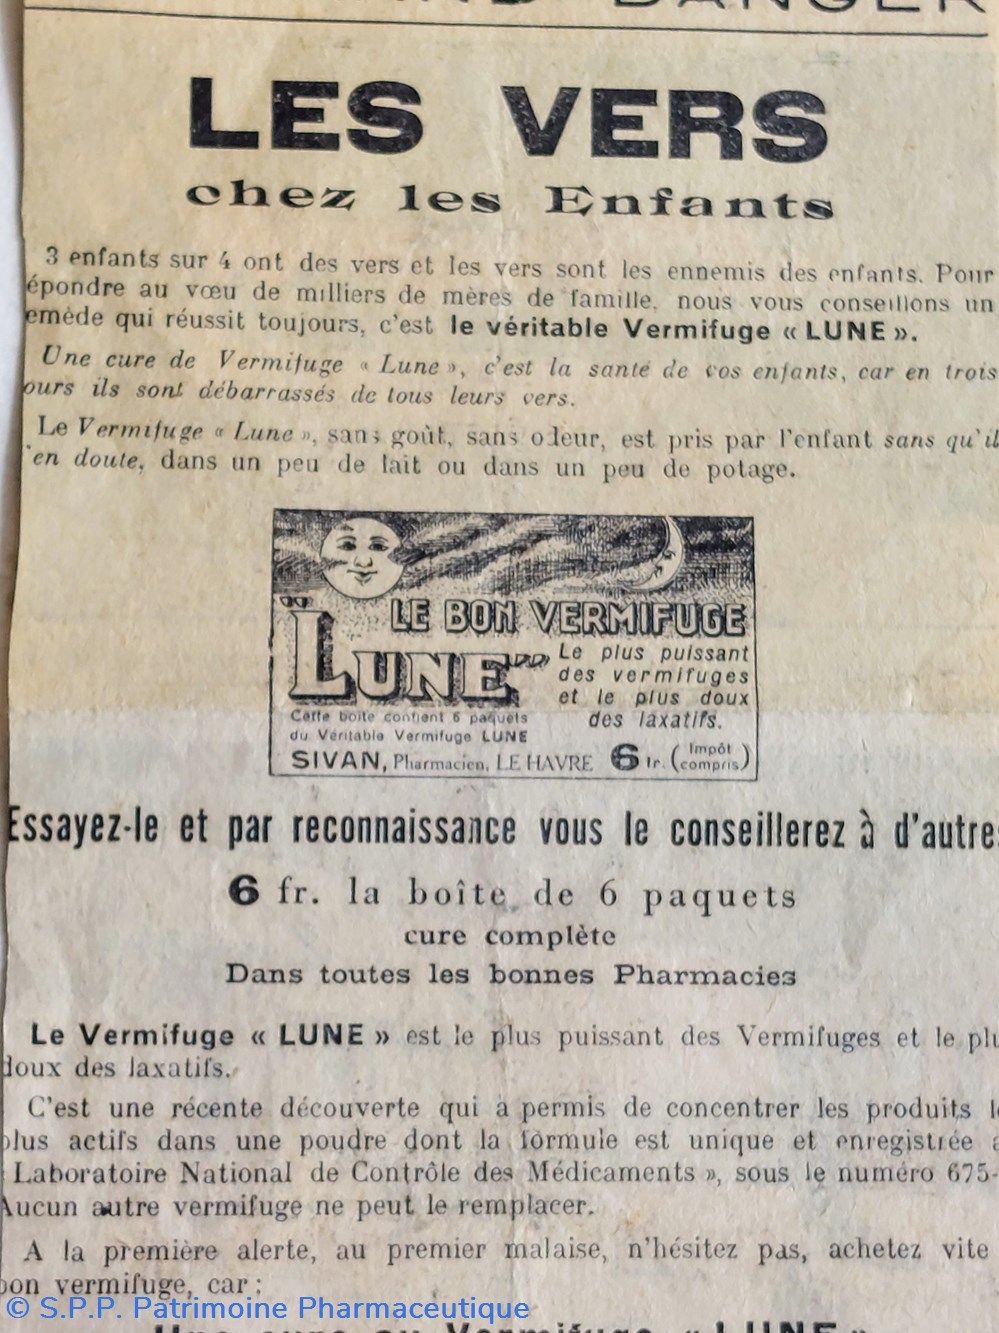 DANGER
LES VERS
chez les Enfants
3 enfants sur 4 ont des vers et les vers sont les ennemis des enfants. Pour
épondre au vœu de milliers de mères de famille, nous vous conseillons un
emède qui réussit toujours, c'est le véritable Vermifuge « LUNE ».
Une cure de Vermifuge « Lune », c'est la santé de vos enfants, car en trois
ours ils sont débarrassés de tous leurs vers.
Le Vermifuge « Lune », sans goût, sans odeur, est pris par l'enfant sans qu'il
'en doute, dans un peu de lait ou dans un peu de potage.
LE BON VERMIFUGE
"LUNE"
Le plus puissant
des vermifuges
et le plus doux
des laxatifs.
Cette boîte contient 6 paquets
du Véritable Vermifuge LUNE
SIVAN, Pharmacien, LE HAVRE 6 fr. (Impôt compris)
Essayez-le et par reconnaissance vous le conseillerez à d'autres
6 fr. la boîte de 6 paquets
cure complète
Dans toutes les bonnes Pharmacies
Le Vermifuge « LUNE » est le plus puissant des Vermifuges et le plu
doux des laxatifs.
C'est une récente découverte qui a permis de concentrer les produits le
plus actifs dans une poudre dont la formule est unique et enregistrée a
Laboratoire National de Contrôle des Médicaments », sous le numéro 675-
Aucun autre vermifuge ne peut le remplacer.
A la première alerte, au premier malaise, n'hésitez pas, achetez vite
bon vermifuge, car :
Une cure au Vermifuge « LUNE »
© S.P.P. Patrimoine Pharmaceutique